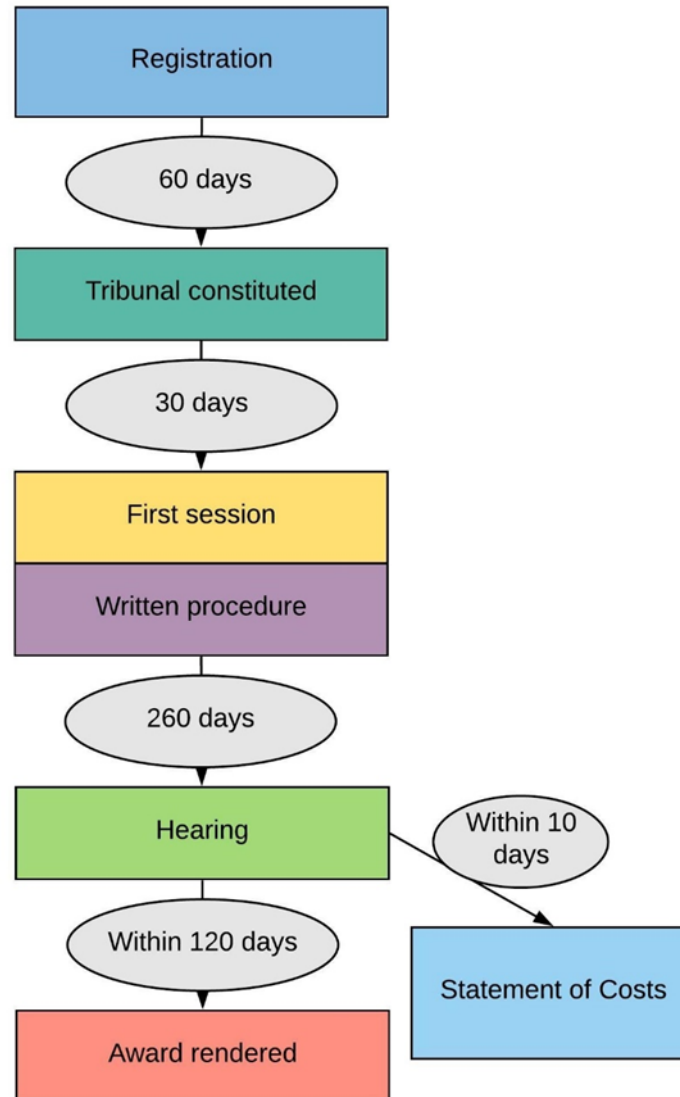 Registration
60 days
Tribunal constituted
30 days
First session
Written procedure
260 days
Hearing
Within 10
days
Within 120 days
Statement of Costs
Award rendered